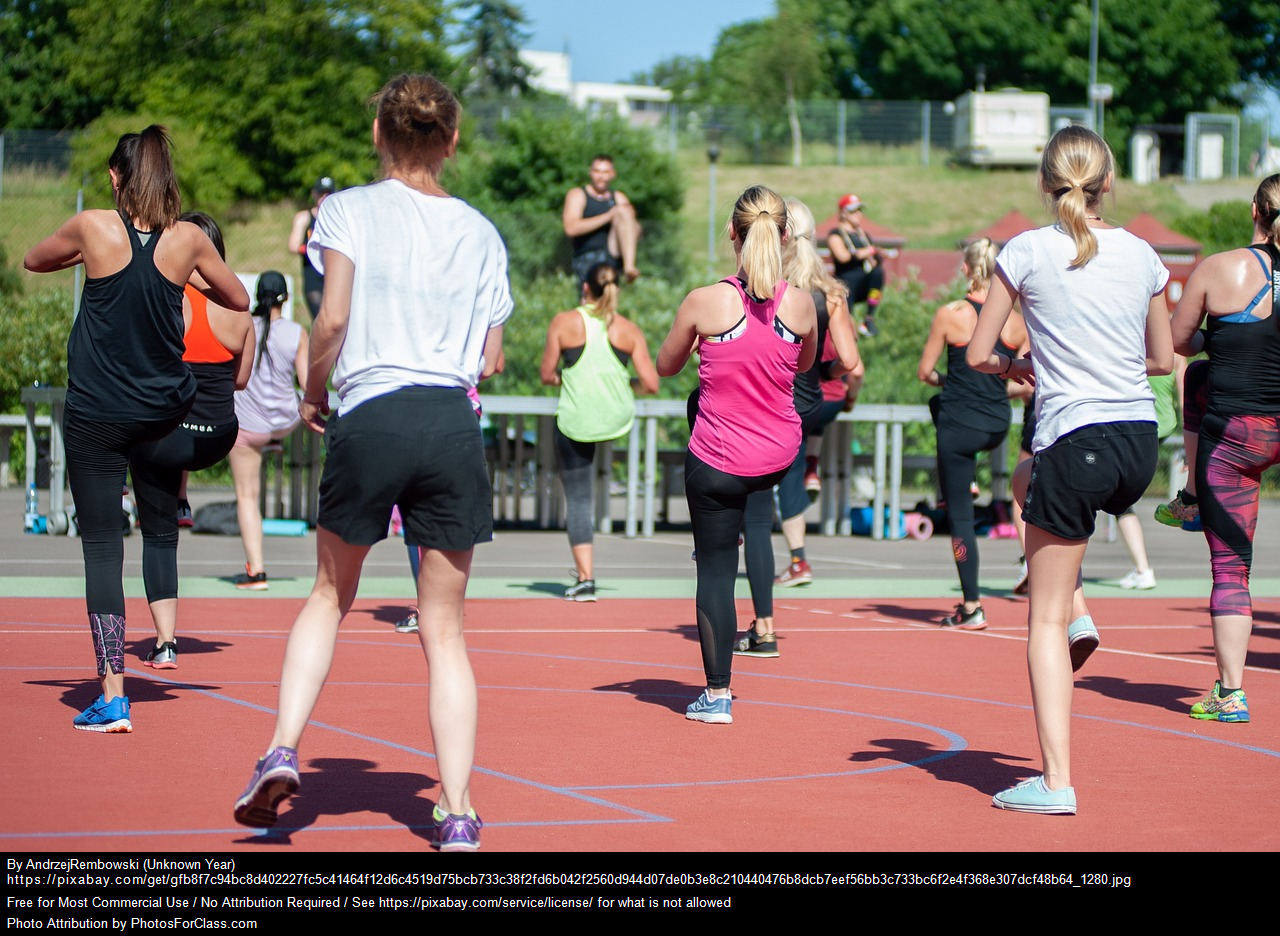 UMBA
By AndrzejRembowski (Unknown Year)
https://pixabay.com/get/gfb8f7c94bc8d402227fc5c41464f12d6c4519d75bcb733c38f2fd6b042f2560d944d07de0b3e8c210440476b8dcb7eef56bb3c733bc6f2e4f368e307dcf48b64_1280.jpg
Free for Most Commercial Use / No Attribution Required / See https://pixabay.com/service/license/ for what is not allowed
Photo Attribution by PhotosForClass.com